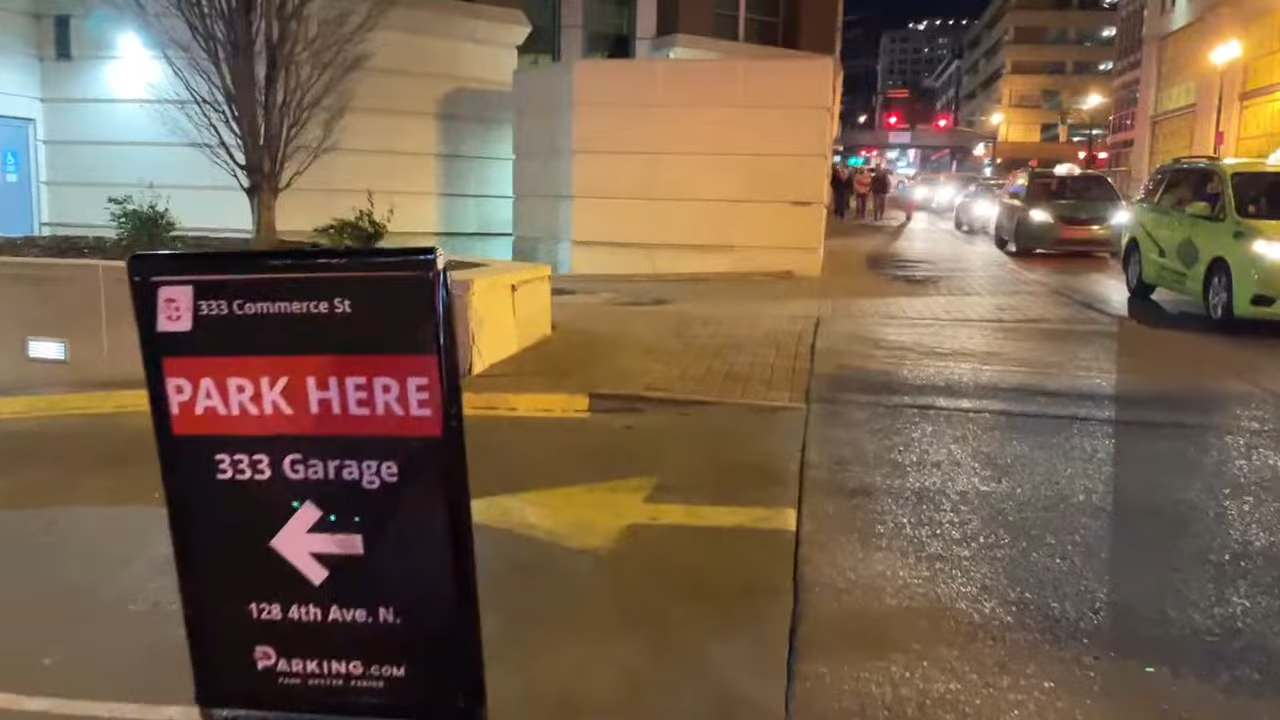 333 Commerce St
PARK HERE
333 Garage
128 4th Ave. N.
PARKING.COM